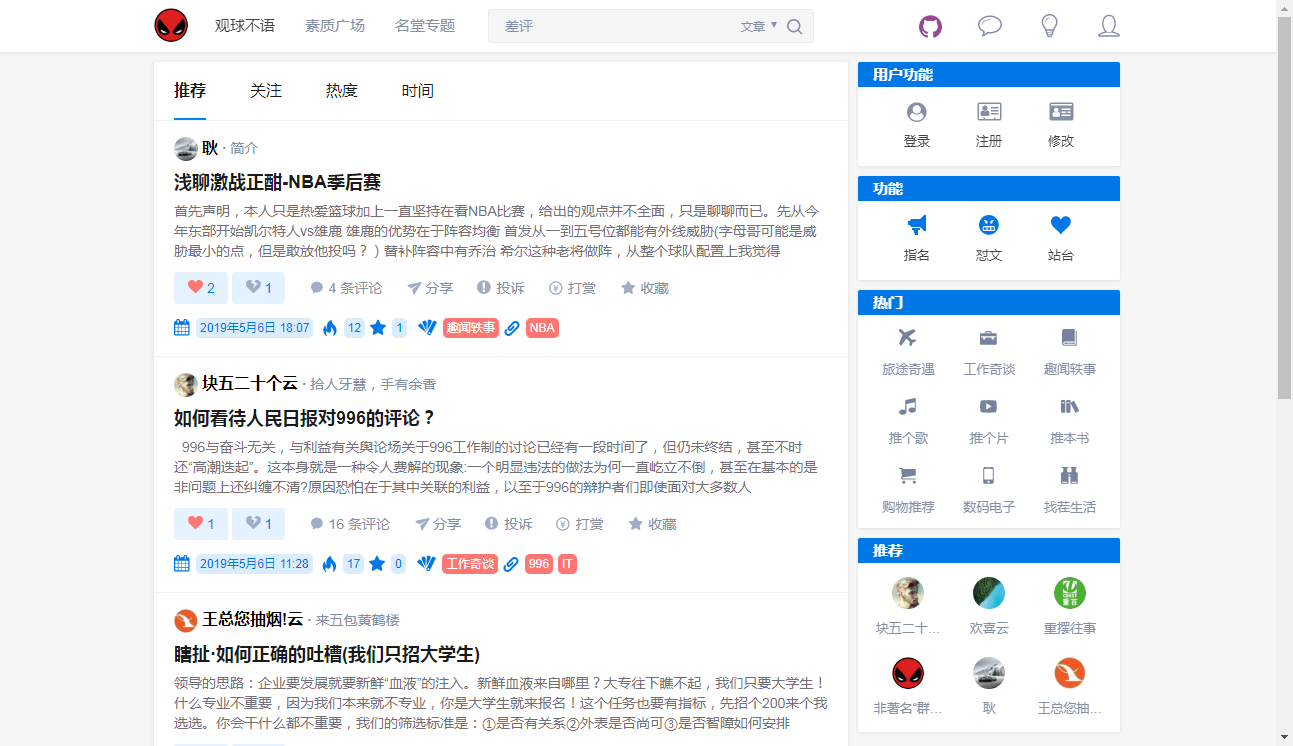 观球不语 素质广场 名堂专题 差评 文章
推荐 关注 热度 时间
耿 · 简介
浅聊激战正酣-NBA季后赛
首先声明，本人只是热爱篮球加上一直坚持在看NBA比赛，给出的观点并不全面，只是聊聊而已。先从今
年东部开始凯尔特人vs雄鹿 雄鹿的优势在于阵容均衡 首发从一到五号位都能有外线威胁(字母哥可能是威
胁最小的点，但是敢放他投吗？) 替补阵容中有乔治 希尔这种老将做阵，从整个球队配置上我觉得
2 1 4 条评论 分享 投诉 打赏 收藏
2019年5月6日 18:07 12 1 趣闻轶事 NBA
块五二十个云 · 拾人牙慧，手有余香
如何看待人民日报对996的评论？
996与奋斗无关，与利益有关舆论场关于996工作制的讨论已经有一段时间了，但仍未终结，甚至不时
还“高潮迭起”。这本身就是一种令人费解的现象:一个明显违法的做法为何一直屹立不倒，甚至在基本的是
非问题上还纠缠不清?原因恐怕在于其中关联的利益，以至于996的辩护者们即使面对大多数人
1 1 16 条评论 分享 投诉 打赏 收藏
2019年5月6日 11:28 17 0 工作奇谈 996 IT
王总您抽烟!云 · 来五包黄鹤楼
瞎扯·如何正确的吐槽(我们只招大学生)
领导的思路：企业要发展就要新鲜“血液”的注入。新鲜血液来自哪里？大专往下瞧不起，我们只要大学生！
什么专业不重要，因为我们本来就不专业，你是大学生就来报名！这个任务也要有指标，先招个200来个我
选选。你会干什么都不重要，我们的筛选标准是：①是否有关系②外表是否尚可③是否智障如何安排
用户功能
登录 注册 修改
功能
指名 怼文 站台
热门
旅途奇遇 工作奇谈 趣闻轶事
推个歌 推个片 推本书
购物推荐 数码电子 找茬生活
推荐
块五二十... 欢喜云 重摆往事
非著名“群... 耿 王总您抽...